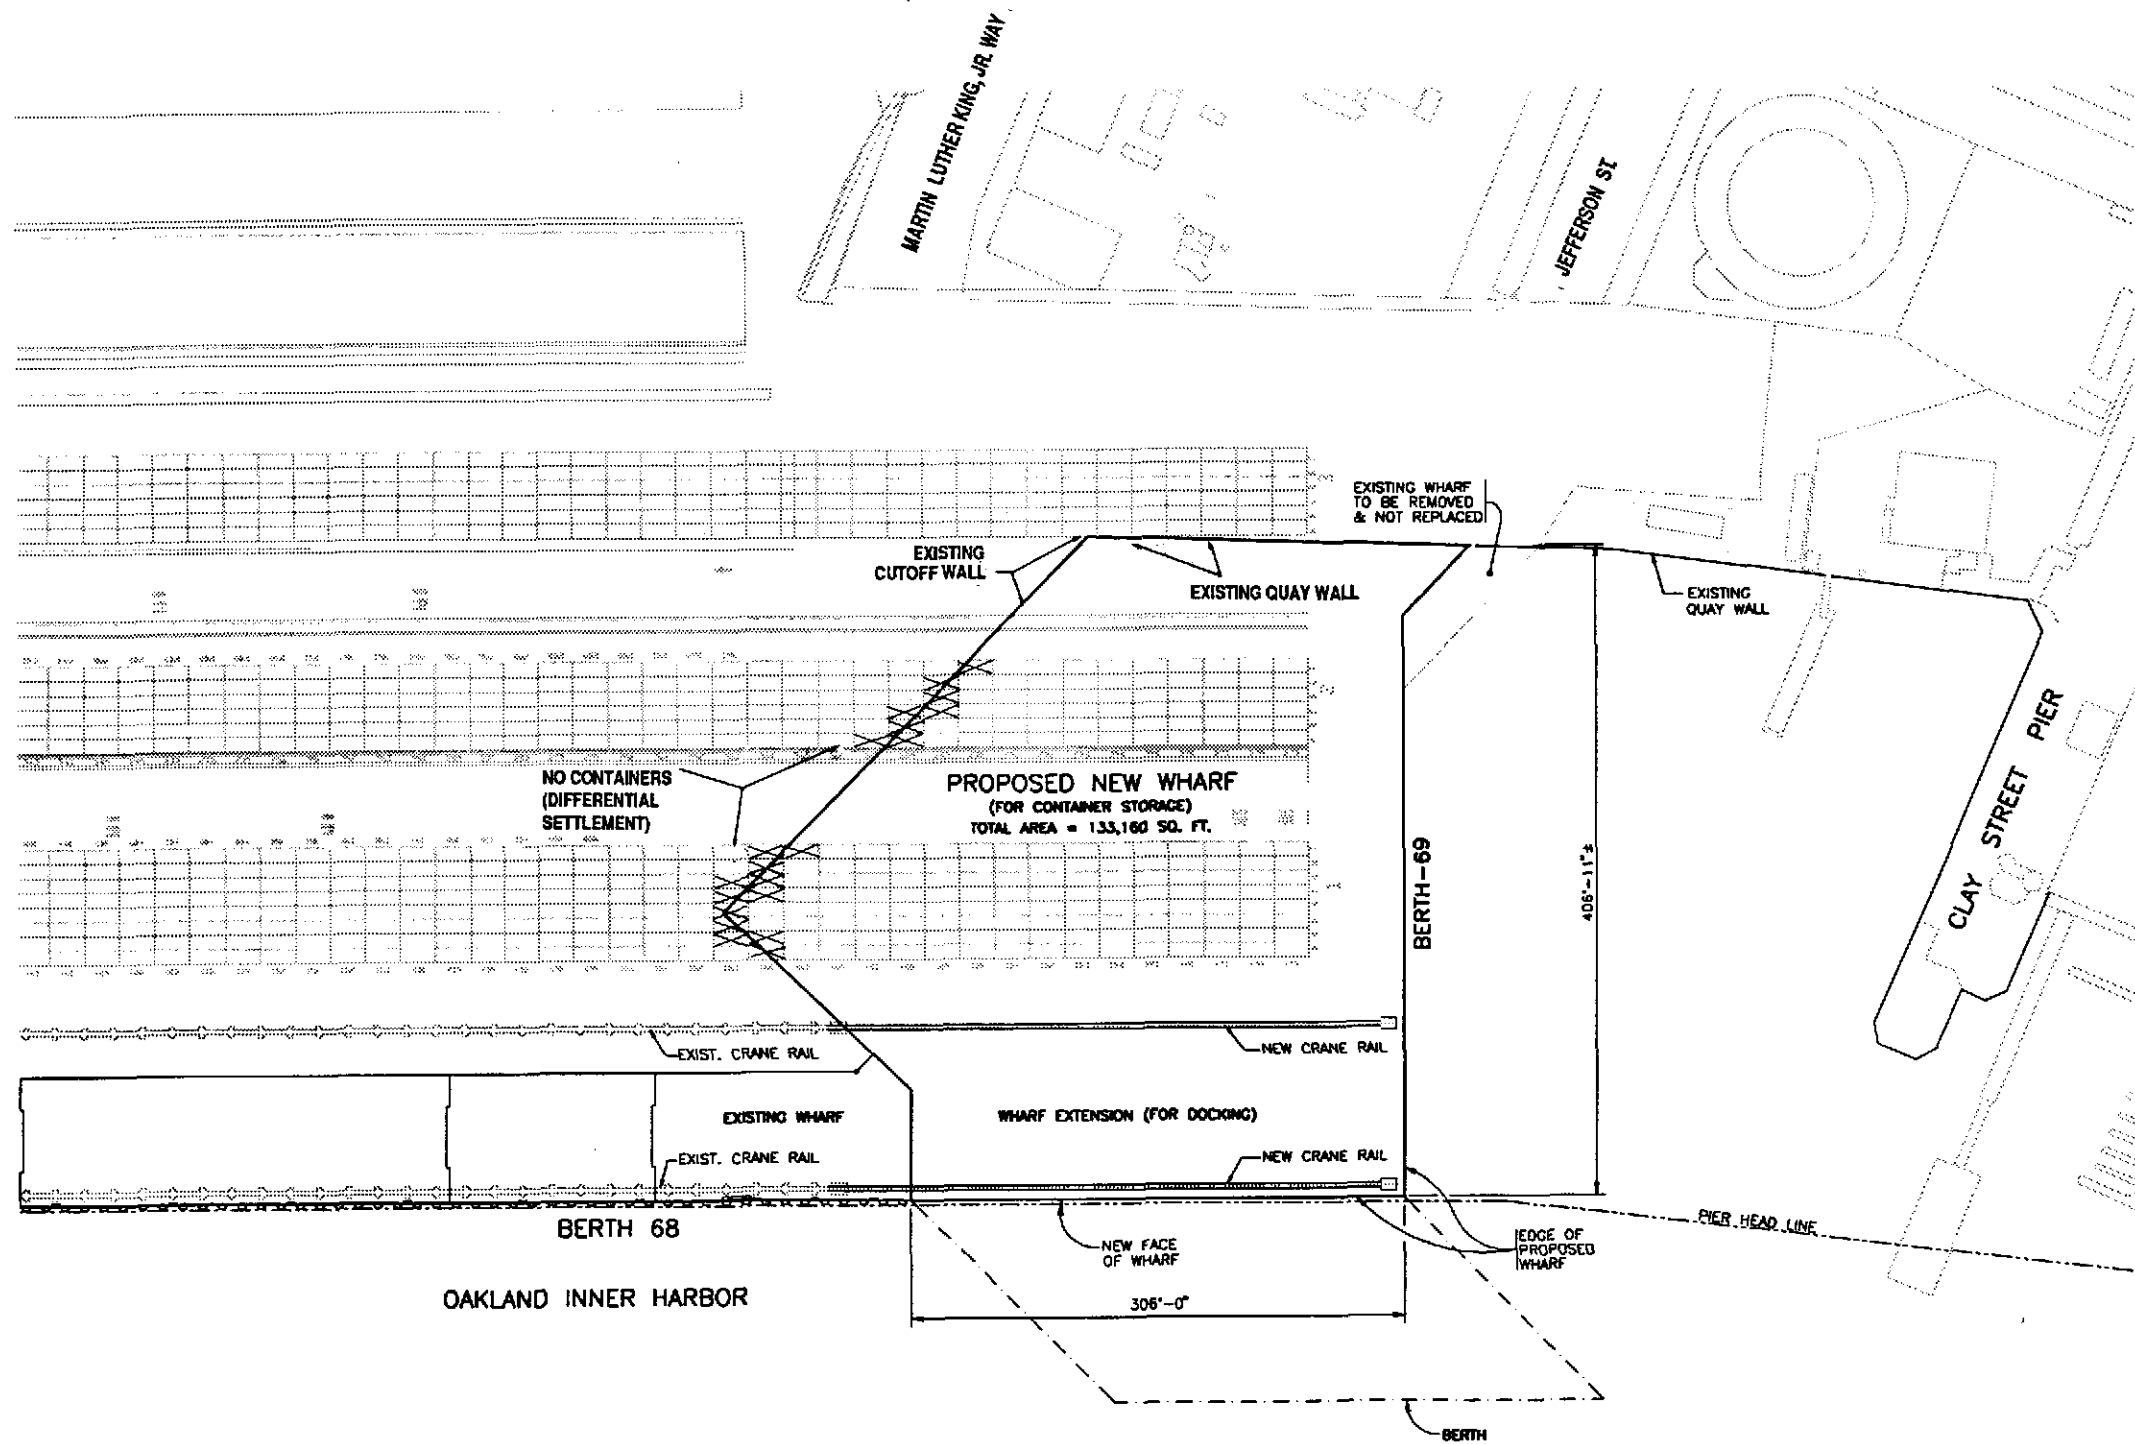 MARTIN LUTHER KING, JR. WAY
JEFFERSON ST.
EXISTING WHARF
TO BE REMOVED
& NOT REPLACED
EXISTING
CUTOFF WALL
EXISTING QUAY WALL
EXISTING
QUAY WALL
NO CONTAINERS
(DIFFERENTIAL
SETTLEMENT)
PROPOSED NEW WHARF
(FOR CONTAINER STORAGE)
TOTAL AREA = 133,160 SQ. FT.
BERTH-69
406'-11"±
CLAY STREET PIER
EXIST. CRANE RAIL
NEW CRANE RAIL
EXISTING WHARF
WHARF EXTENSION (FOR DOCKING)
EXIST. CRANE RAIL
NEW CRANE RAIL
BERTH 68
PIER HEAD LINE
NEW FACE
OF WHARF
EDGE OF
PROPOSED
WHARF
OAKLAND INNER HARBOR
306'-0"
BERTH